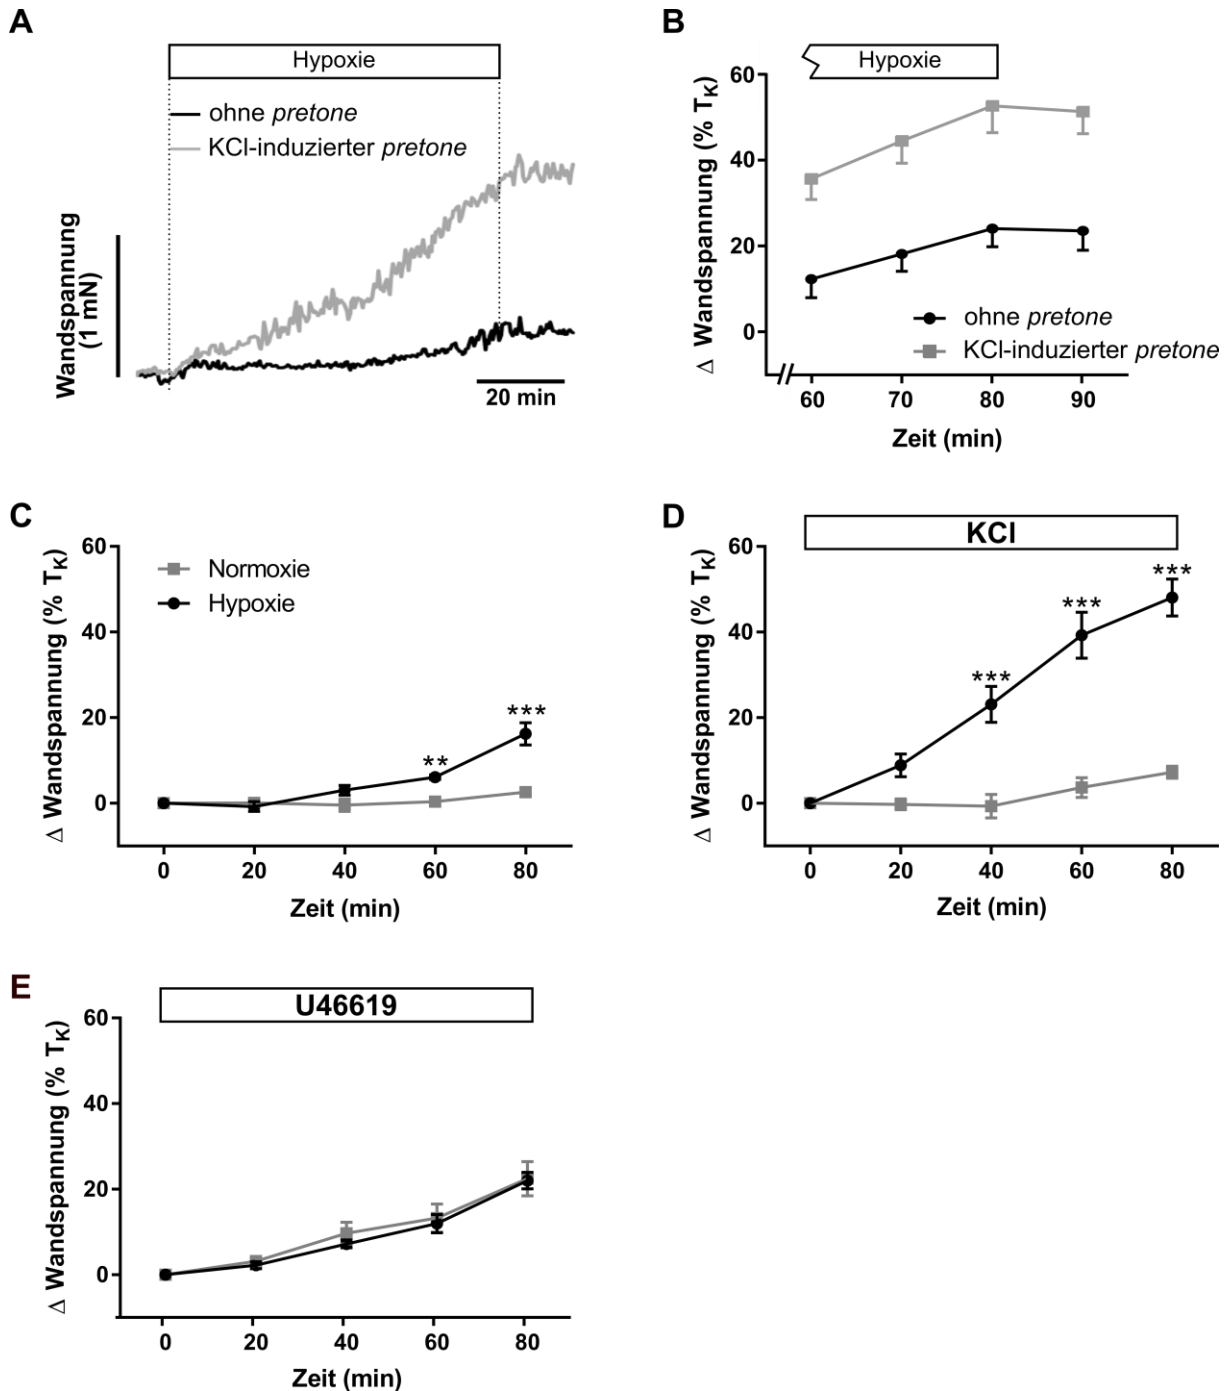 A
Hypoxie
ohne pretone
KCl-induzierter pretone
Wandspannung
(1 mN)
20 min
B
Hypoxie
Δ Wandspannung (% TK)
60
40
20
0
ohne pretone
KCl-induzierter pretone
60 70 80 90
Zeit (min)
C
Δ Wandspannung (% TK)
60
40
20
0
Normoxie
Hypoxie
**
***
0 20 40 60 80
Zeit (min)
D
KCl
Δ Wandspannung (% TK)
60
40
20
0
***
***
***
0 20 40 60 80
Zeit (min)
E
U46619
Δ Wandspannung (% TK)
60
40
20
0
0 20 40 60 80
Zeit (min)